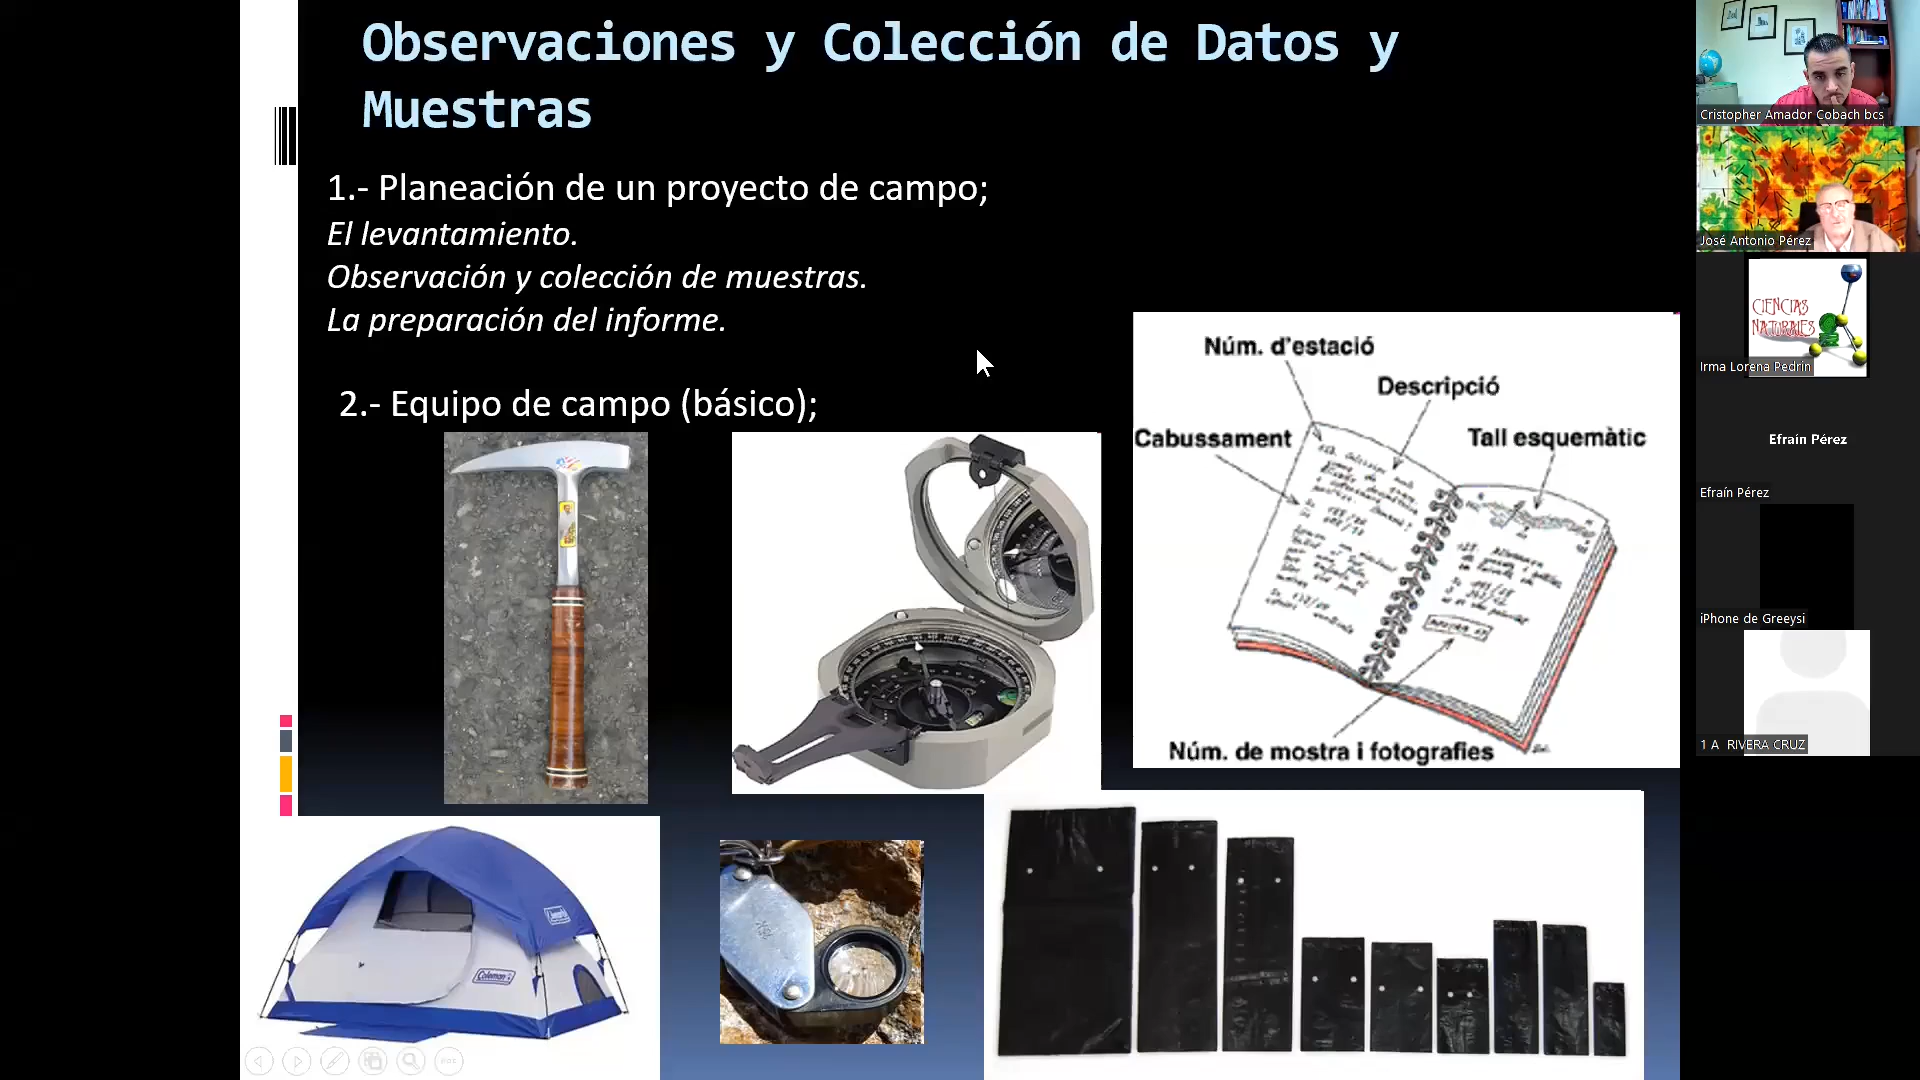 Observaciones y Colección de Datos y
Muestras
1.- Planeación de un proyecto de campo;
El levantamiento.
Observación y colección de muestras.
La preparación del informe.
2.- Equipo de campo (básico);
Núm. d'estació
Descripció
Cabussament
Tall esquemàtic
Núm. de mostra i fotografies
Coleman
Coleman
Cristopher Amador Cobach bcs
José Antonio Pérez
CIENCIAS
NATURALES
Irma Lorena Pedrin
Efraín Pérez
Efraín Pérez
iPhone de Greeysi
1 A RIVERA CRUZ